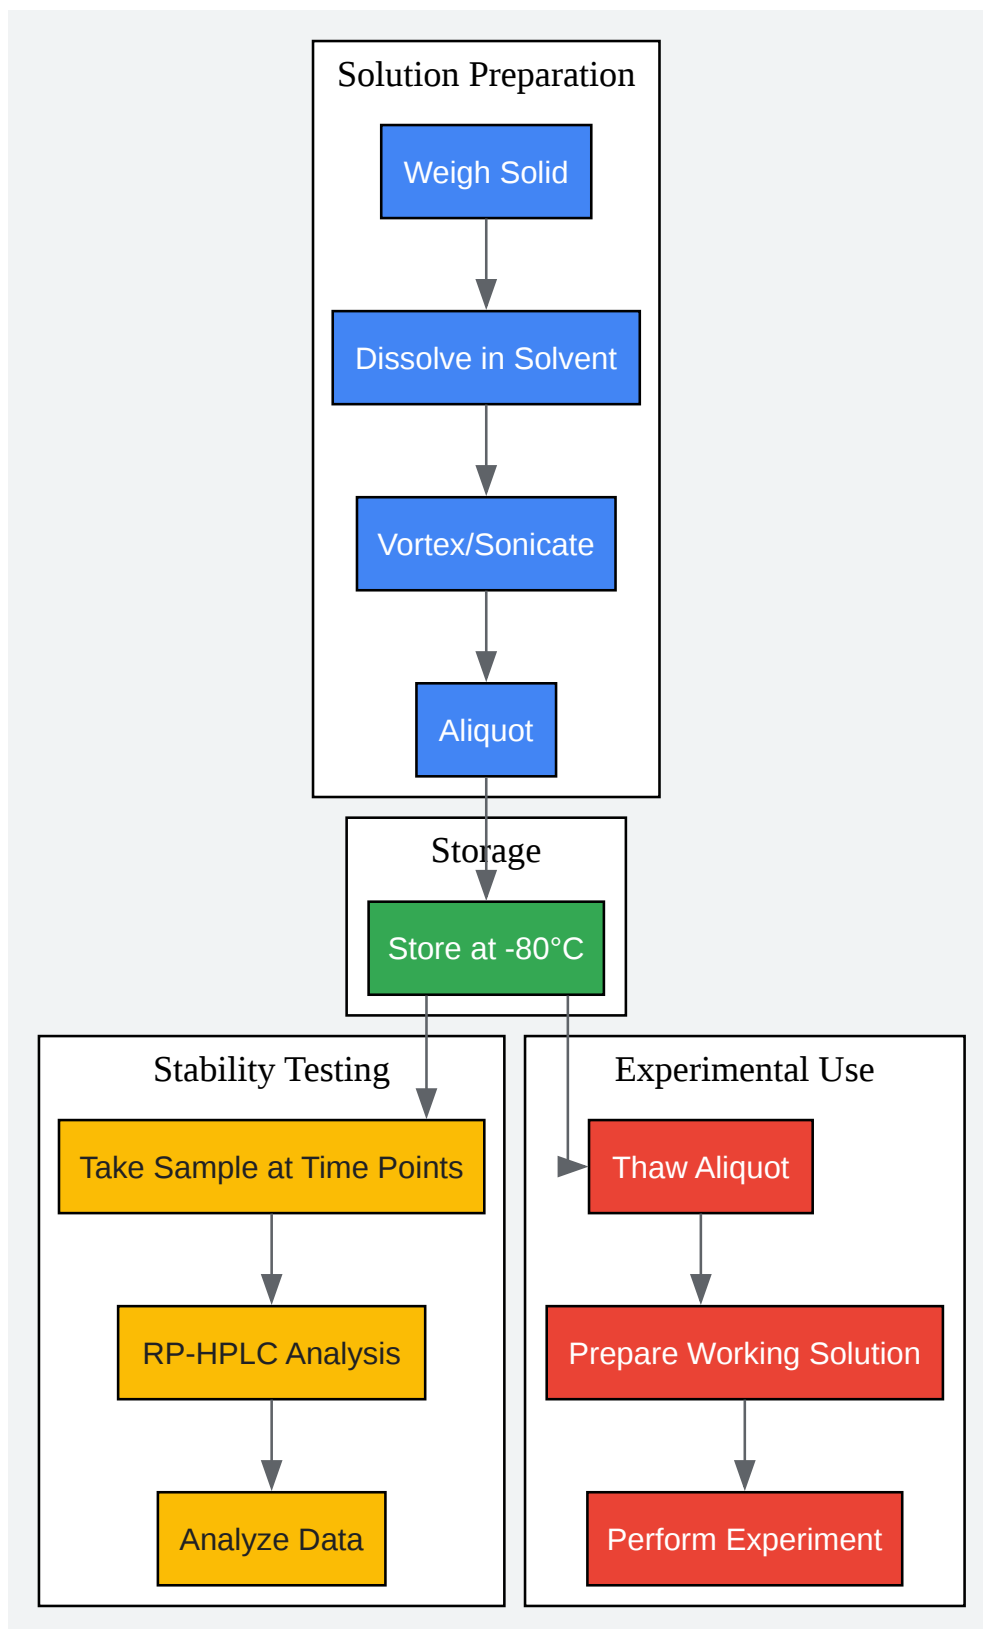 Solution Preparation
Weigh Solid
Dissolve in Solvent
Vortex/Sonicate
Aliquot
Storage
Store at -80°C
Stability Testing
Take Sample at Time Points
RP-HPLC Analysis
Analyze Data
Experimental Use
Thaw Aliquot
Prepare Working Solution
Perform Experiment